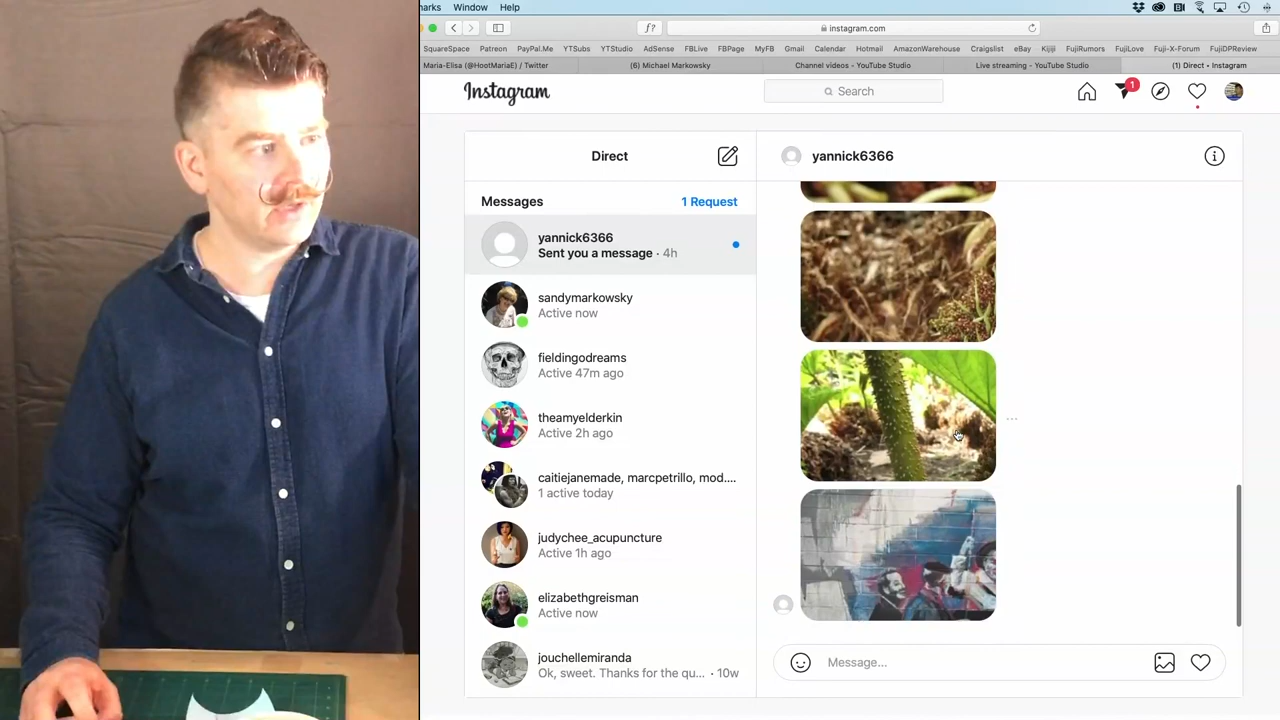 marks Window Help
instagram.com
SquareSpace Patreon PayPal.Me YTSubs YTStudio AdSense FBLive FBPage MyFB Gmail Calendar Hotmail AmazonWarehouse Craigslist eBay Kijiji FujiRumors FujiLove Fuji-X-Forum FujiDPReview
Maria-Elisa (@HootMariaE) / Twitter (6) Michael Markowsky Channel videos - YouTube Studio Live streaming - YouTube Studio (1) Direct • Instagram
Instagram
Search
1
Direct
yannick6366
Messages 1 Request
yannick6366
Sent you a message · 4h
sandymarkowsky
Active now
fieldingodreams
Active 47m ago
theamyelderkin
Active 2h ago
caitiejanemade, marcpetrillo, mod....
1 active today
judychee_acupuncture
Active 1h ago
elizabethgreisman
Active now
jouchellemiranda
Ok, sweet. Thanks for the qu... · 10w
Message...